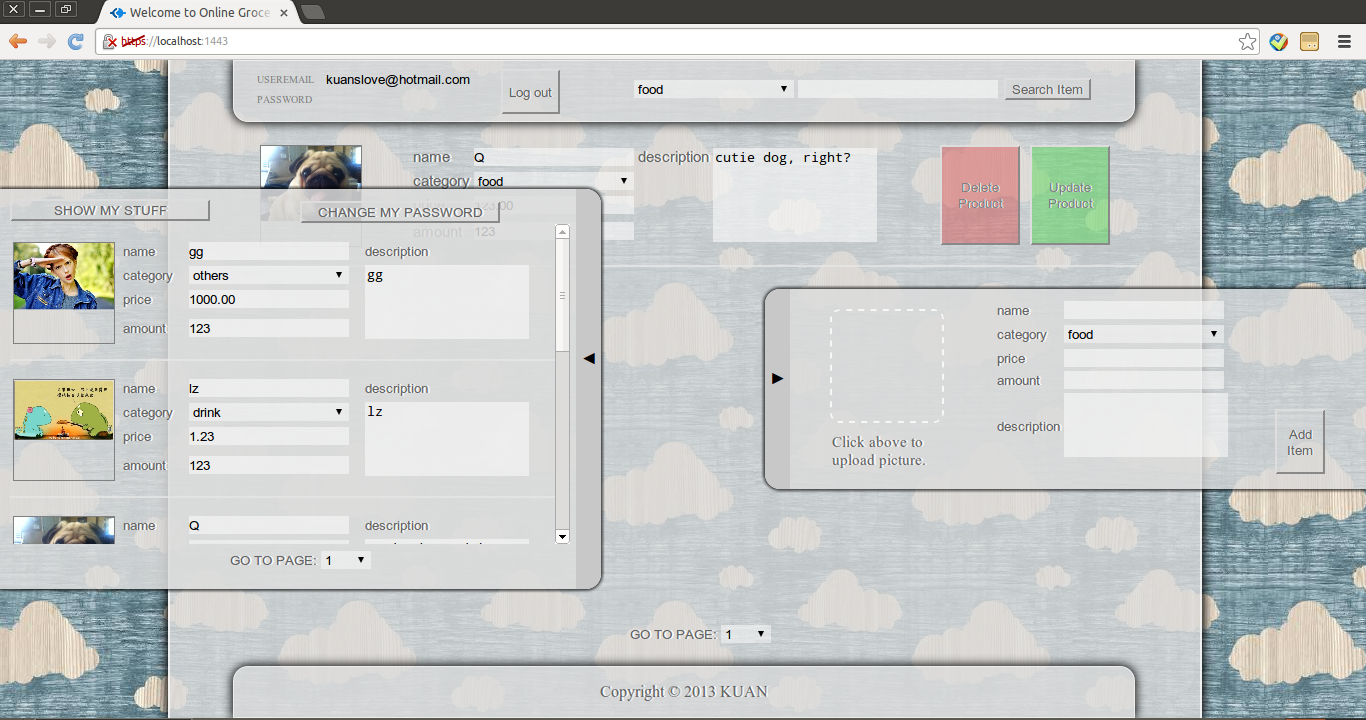 Welcome to Online Groce
https://localhost:1443
USEREMAIL kuanslove@hotmail.com
PASSWORD
Log out
food
Search Item
name Q description cutie dog, right?
category food
123.00
amount 123
Delete
Product
Update
Product
SHOW MY STUFF CHANGE MY PASSWORD
name gg description
category others gg
price 1000.00
amount 123
name lz description
category drink lz
price 1.23
amount 123
name Q description
GO TO PAGE: 1
Click above to
upload picture.
name
category food
price
amount
description
Add
Item
GO TO PAGE: 1
Copyright © 2013 KUAN